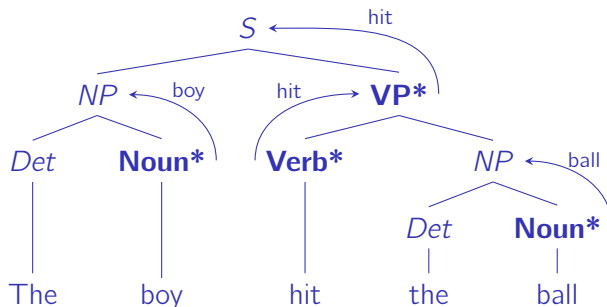 hit
S
boy hit
NP VP*
ball
Det Noun* Verb* NP
Det Noun*
The boy hit the ball